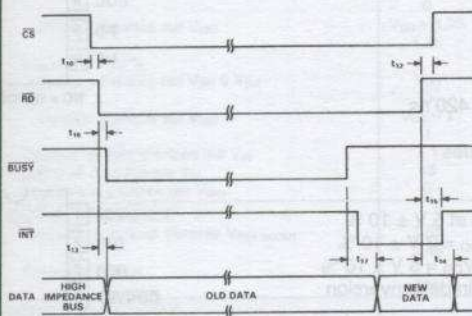 CS
t10
t12
RD
t16
BUSY
t15
INT
t13
t17
t14
DATA
HIGH IMPEDANCE BUS
OLD DATA
NEW DATA
420